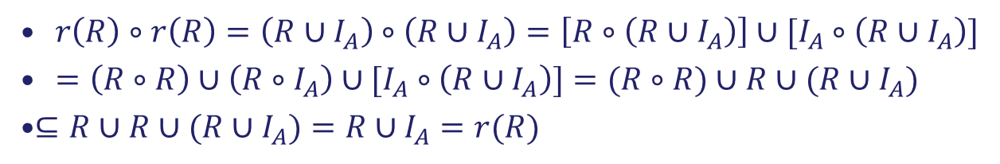 • r(R) ∘ r(R) = (R ∪ I_A) ∘ (R ∪ I_A) = [R ∘ (R ∪ I_A)] ∪ [I_A ∘ (R ∪ I_A)]
• = (R ∘ R) ∪ (R ∘ I_A) ∪ [I_A ∘ (R ∪ I_A)] = (R ∘ R) ∪ R ∪ (R ∪ I_A)
•⊆ R ∪ R ∪ (R ∪ I_A) = R ∪ I_A = r(R)